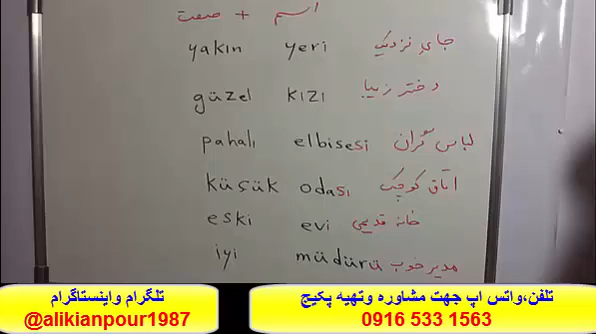 اسم + صفت
yakın yeri جای نزدیک
güzel kızı دختر زیبا
pahalı elbisesi لباس گران
küçük odası اتاق کوچک
eski evi خانه قدیمی
iyi müdürü مدیر خوب
تلگرام واینستاگرام
@alikianpour1987
تلفن،واتس اپ جهت مشاوره وتهیه پکیج
0916 533 1563